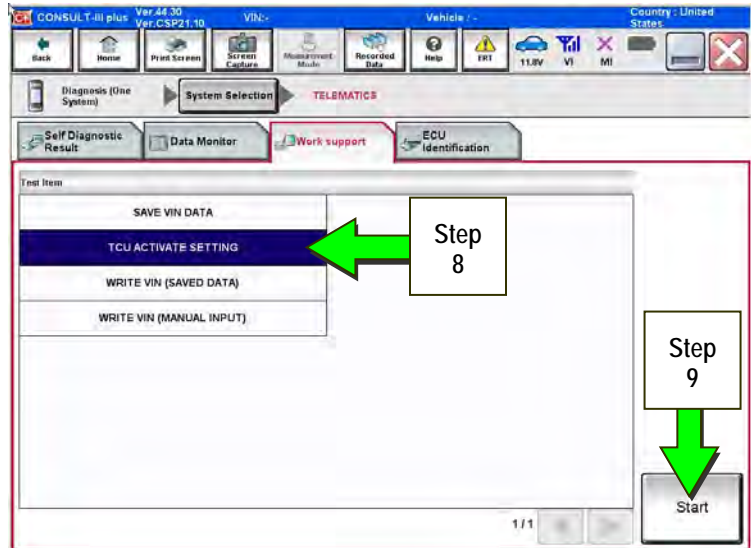 CONSULT-III plus Ver.44.30 Ver.CSP21.10 VIN:- Vehicle : - Country : United States
Back Home Print Screen Screen Capture Measurement Mode Recorded Data Help ERT 11.8V VI MI
Diagnosis (One System) System Selection TELEMATICS
Self Diagnostic Result Data Monitor Work support ECU Identification
Test Item
SAVE VIN DATA
TCU ACTIVATE SETTING
WRITE VIN (SAVED DATA)
WRITE VIN (MANUAL INPUT)
Step
8
Step
9
Start
1/1